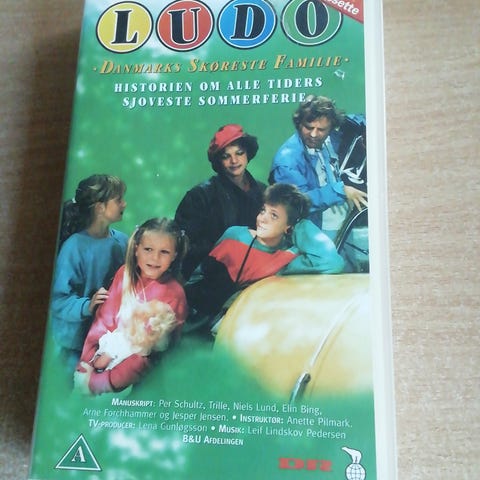 LUDO
· DANMARKS SKØRESTE FAMILIE ·
HISTORIEN OM ALLE TIDERS
SJOVESTE SOMMERFERIE
MANUSKRIPT: Per Schultz, Trille, Niels Lund, Elin Bing,
Arne Forchhammer og Jesper Jensen. • INSTRUKTØR: Anette Pilmark.
TV-PRODUCER: Lena Gunløgsson • MUSIK: Leif Lindskov Pedersen
B&U AFDELINGEN
A
DR